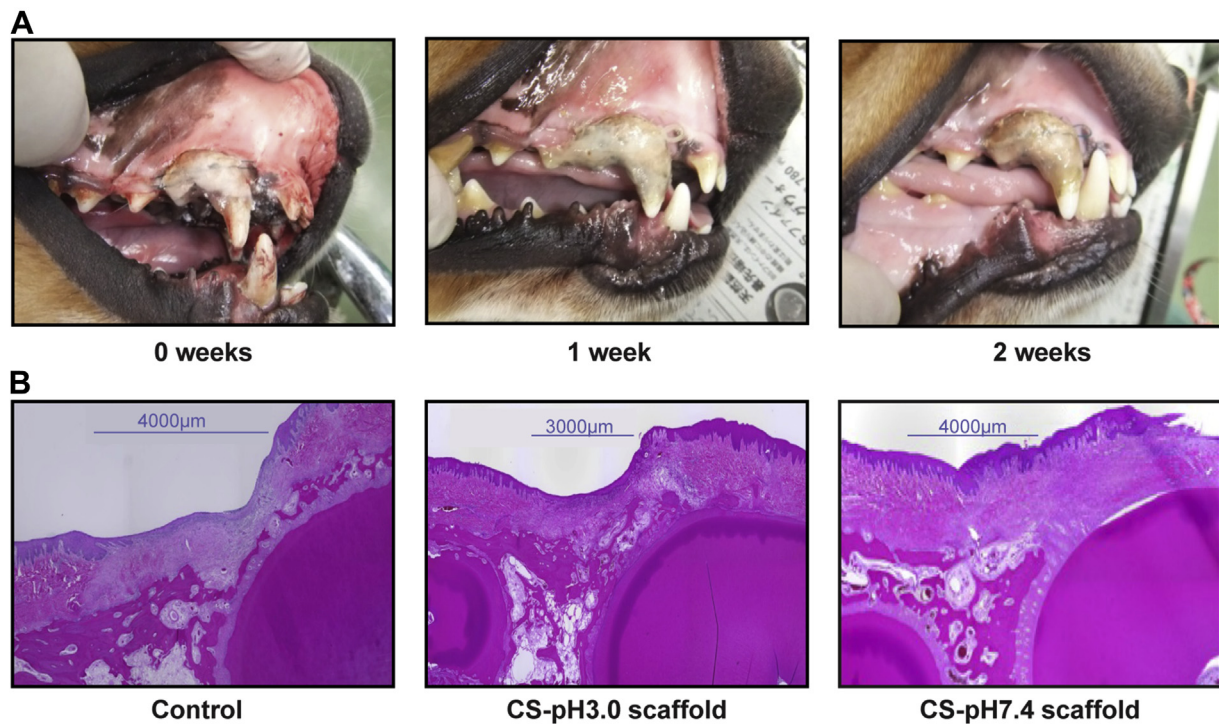 A
0 weeks
1 week
2 weeks
B
4000µm
3000µm
4000µm
Control
CS-pH3.0 scaffold
CS-pH7.4 scaffold